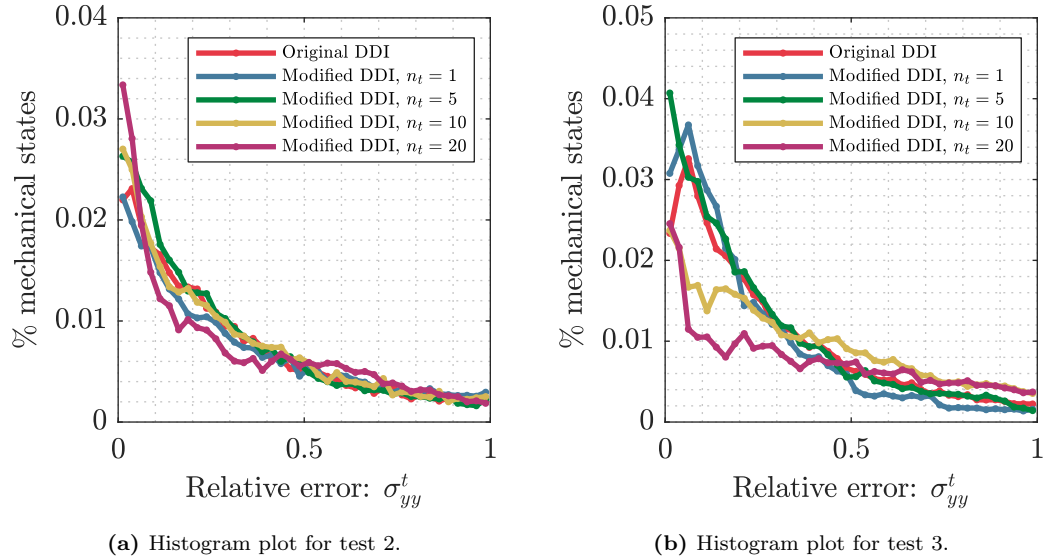 0.04
0.03
0.02
0.01
0
% mechanical states
Original DDI
Modified DDI, n_t = 1
Modified DDI, n_t = 5
Modified DDI, n_t = 10
Modified DDI, n_t = 20
0 0.5 1
Relative error: σ^t_yy
(a) Histogram plot for test 2.
0.05
0.04
0.03
0.02
0.01
0
% mechanical states
Original DDI
Modified DDI, n_t = 1
Modified DDI, n_t = 5
Modified DDI, n_t = 10
Modified DDI, n_t = 20
0 0.5 1
Relative error: σ^t_yy
(b) Histogram plot for test 3.